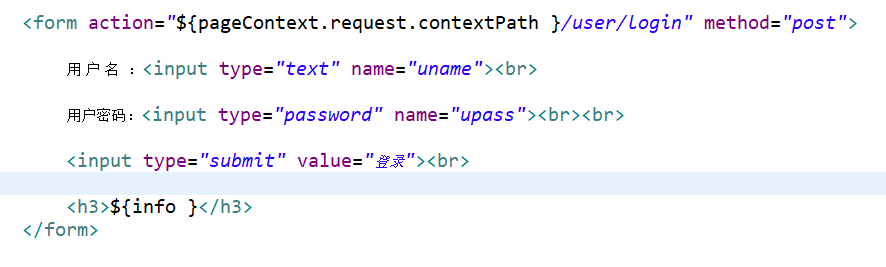 <form action="${pageContext.request.contextPath }/user/login" method="post">
用 户 名 ：<input type="text" name="uname"><br>
用户密码：<input type="password" name="upass"><br><br>
<input type="submit" value="登录"><br>
<h3>${info }</h3>
</form>